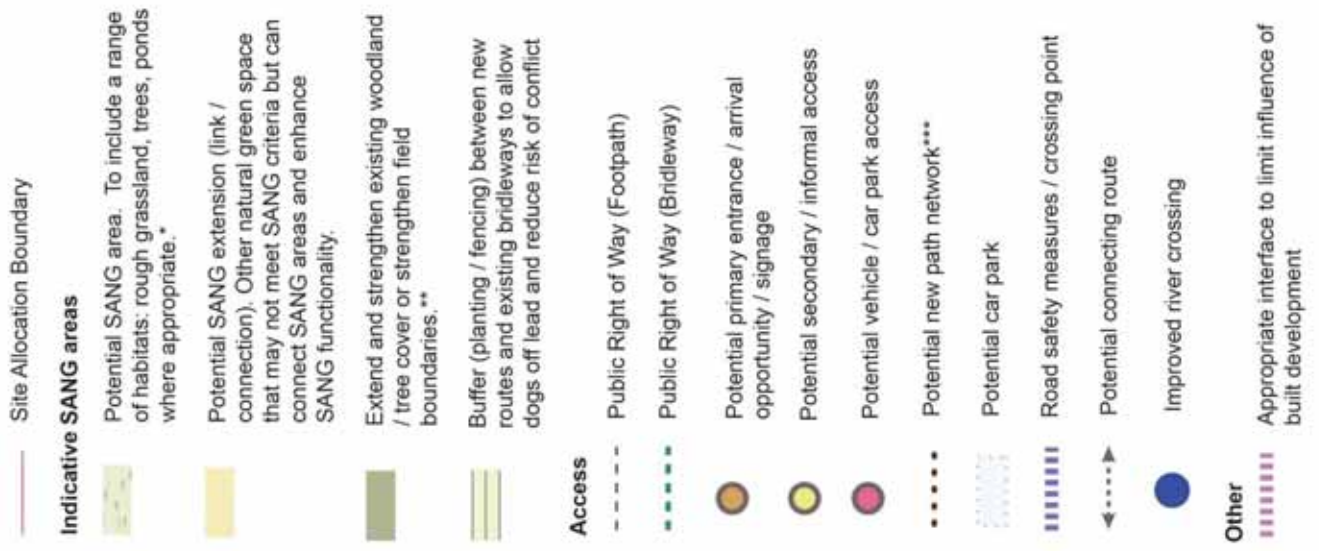 Site Allocation Boundary
Indicative SANG areas
Potential SANG area. To include a range
of habitats: rough grassland, trees, ponds
where appropriate.*
Potential SANG extension (link /
connection). Other natural green space
that may not meet SANG criteria but can
connect SANG areas and enhance
SANG functionality.
Extend and strengthen existing woodland
/ tree cover or strengthen field
boundaries.**
Buffer (planting / fencing) between new
routes and existing bridleways to allow
dogs off lead and reduce risk of conflict
Access
Public Right of Way (Footpath)
Public Right of Way (Bridleway)
Potential primary entrance / arrival
opportunity / signage
Potential secondary / informal access
Potential vehicle / car park access
Potential new path network***
Potential car park
Road safety measures / crossing point
Potential connecting route
Improved river crossing
Other
Appropriate interface to limit influence of
built development